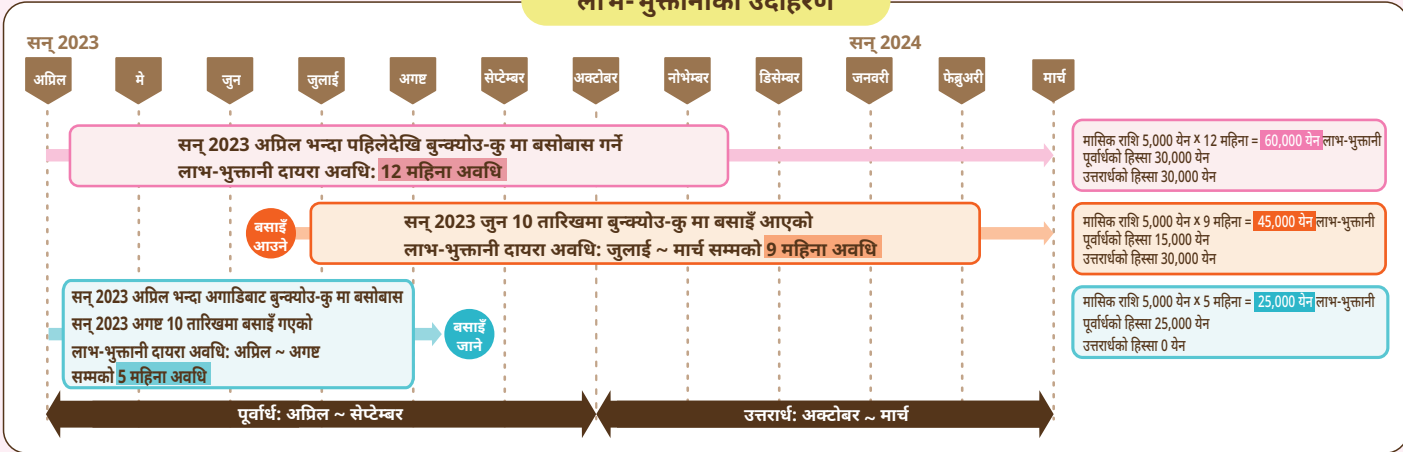 लाभ-भुक्तानीको उदाहरण
सन् 2023
सन् 2024
अप्रिल
मे
जुन
जुलाई
अगष्ट
सेप्टेम्बर
अक्टोबर
नोभेम्बर
डिसेम्बर
जनवरी
फेब्रुअरी
मार्च
सन् 2023 अप्रिल भन्दा पहिलेदेखि बुन्क्योउ-कु मा बसोबास गर्ने
लाभ-भुक्तानी दायरा अवधि: 12 महिना अवधि
मासिक राशि 5,000 येन x 12 महिना = 60,000 येन लाभ-भुक्तानी
पूर्वार्धको हिस्सा 30,000 येन
उत्तरार्धको हिस्सा 30,000 येन
बसाइँ
आउने
सन् 2023 जुन 10 तारिखमा बुन्क्योउ-कु मा बसाइँ आएको
लाभ-भुक्तानी दायरा अवधि: जुलाई ~ मार्च सम्मको 9 महिना अवधि
मासिक राशि 5,000 येन x 9 महिना = 45,000 येन लाभ-भुक्तानी
पूर्वार्धको हिस्सा 15,000 येन
उत्तरार्धको हिस्सा 30,000 येन
सन् 2023 अप्रिल भन्दा अगाडिबाट बुन्क्योउ-कु मा बसोबास
सन् 2023 अगष्ट 10 तारिखमा बसाइँ गएको
लाभ-भुक्तानी दायरा अवधि: अप्रिल ~ अगष्ट
सम्मको 5 महिना अवधि
बसाइँ
जाने
मासिक राशि 5,000 येन x 5 महिना = 25,000 येन लाभ-भुक्तानी
पूर्वार्धको हिस्सा 25,000 येन
उत्तरार्धको हिस्सा 0 येन
पूर्वार्ध: अप्रिल ~ सेप्टेम्बर
उत्तरार्ध: अक्टोबर ~ मार्च